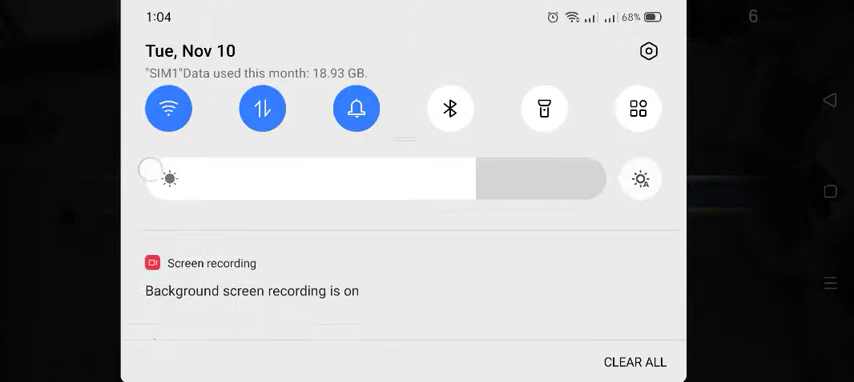 1:04
68%
6
Tue, Nov 10
"SIM1"Data used this month: 18.93 GB.
A
Screen recording
Background screen recording is on
CLEAR ALL